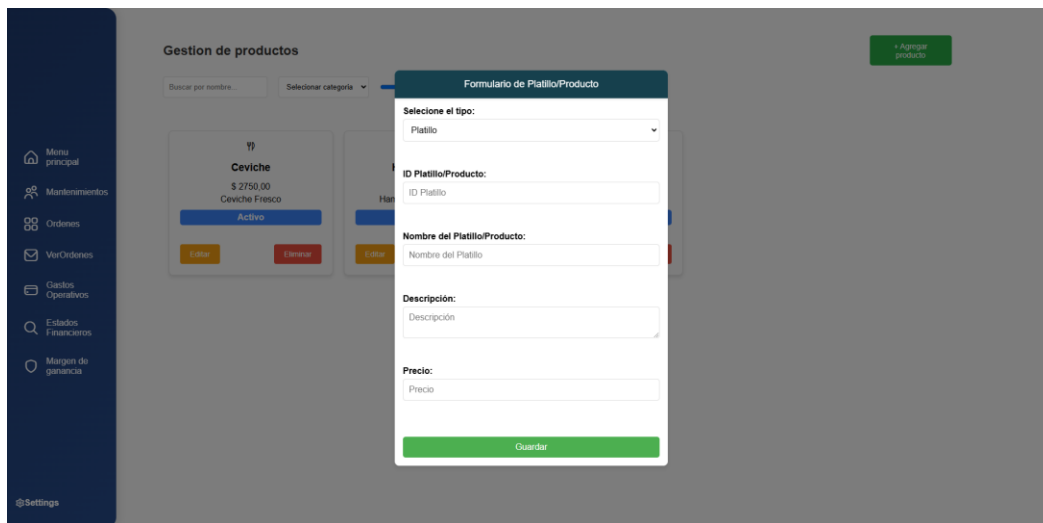 Gestion de productos
+ Agregar
producto
Buscar por nombre...
Selecionar categoria
Menu
principal
Mantenimientos
Ordenes
VerOrdenes
Gastos
Operativos
Estados
Financieros
Margen de
ganancia
Settings
Ceviche
$ 2750,00
Ceviche Fresco
Activo
Editar
Eliminar
Editar
Formulario de Platillo/Producto
Selecione el tipo:
Platillo
ID Platillo/Producto:
ID Platillo
Nombre del Platillo/Producto:
Nombre del Platillo
Descripción:
Descripción
Precio:
Precio
Guardar